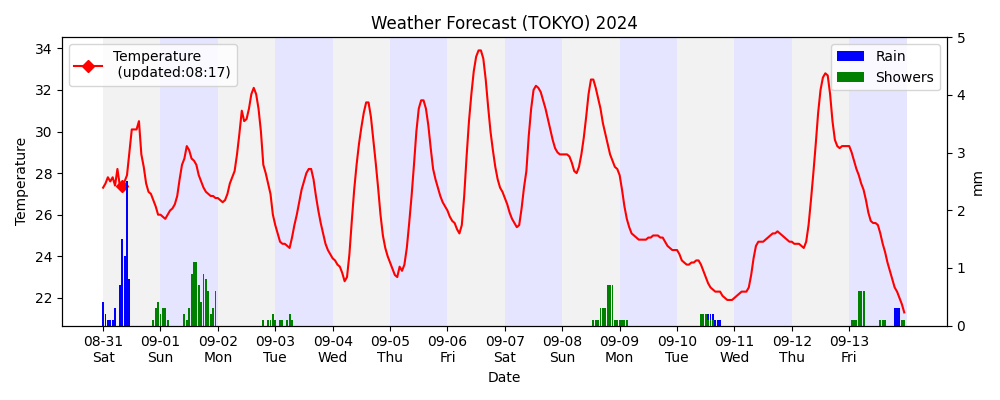 Weather Forecast (TOKYO) 2024
Temperature
(updated:08:17)
Rain
Showers
34
32
30
28
26
24
22
Temperature
5
4
3
2
1
0
mm
08-31 09-01 09-02 09-03 09-04 09-05 09-06 09-07 09-08 09-09 09-10 09-11 09-12 09-13
Sat Sun Mon Tue Wed Thu Fri Sat Sun Mon Tue Wed Thu Fri
Date